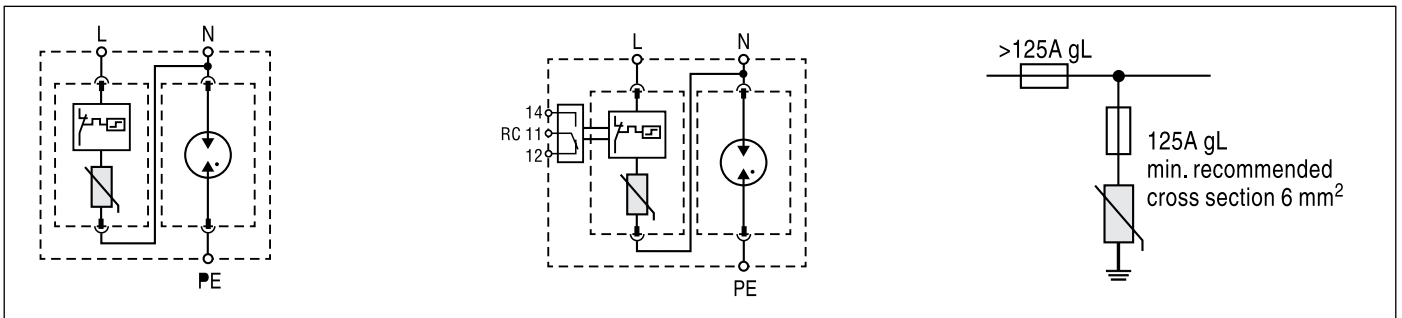 L N
PE
L N
14
RC 11
12
PE
>125A gL
125A gL
min. recommended
cross section 6 mm²